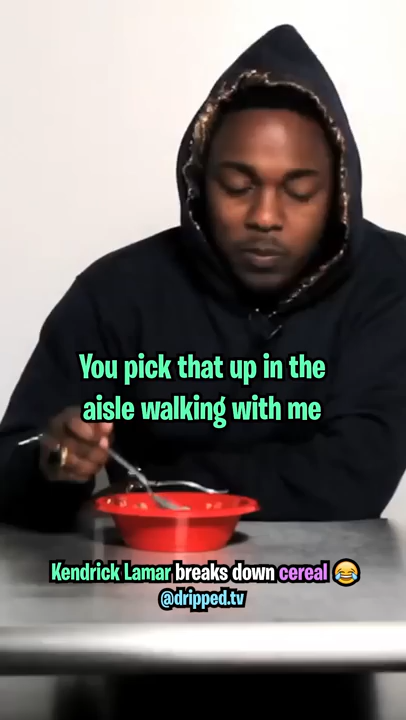 You pick that up in the
aisle walking with me
Kendrick Lamar breaks down cereal 😂
@dripped.tv